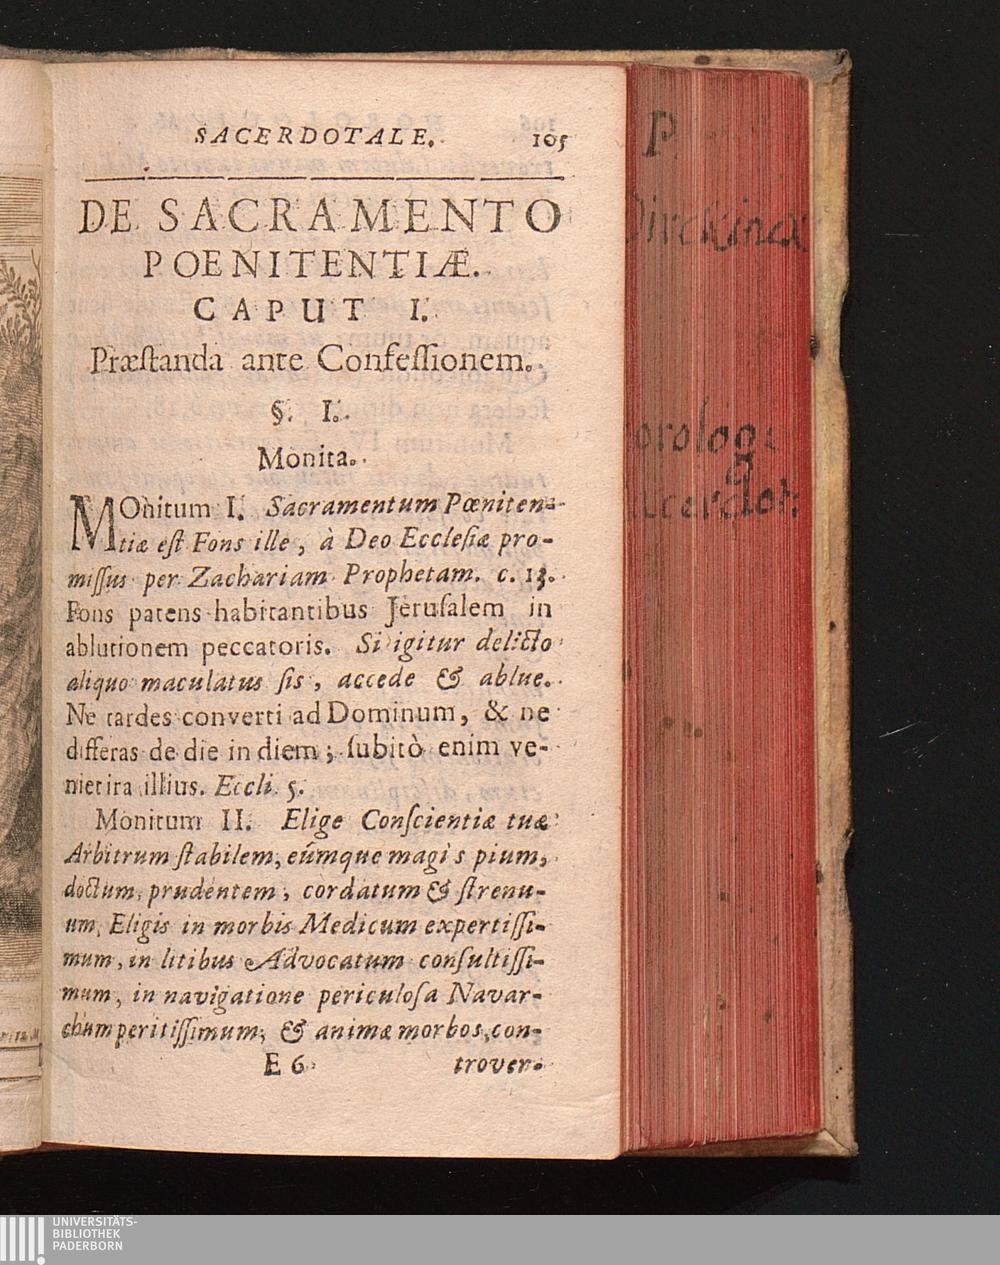 SACERDOTALE. 105
DE SACRAMENTO
POENITENTIÆ.
CAPUT I.
Præſtanda ante Confeſſionem.
§. I.
Monita.
MOnitum I. Sacramentum Pœniten-
tiæ eſt Fons ille, à Deo Eccleſiæ pro-
miſſus per Zachariam Prophetam. c. 13.
Fons patens habitantibus Jeruſalem in
ablutionem peccatoris. Si igitur delicto
aliquo maculatus ſis, accede & ablue.
Ne tardes converti ad Dominum, & ne
differas de die in diem; ſubitò enim ve-
niet ira illius. Eccli. 5.
Monitum II. Elige Conſcientiæ tuæ
Arbitrum ſtabilem, eúmque magis pium,
doctum, prudentem, cordatum & ſtrenu-
um, Eligis in morbis Medicum expertiſſi-
mum, in litibus Advocatum conſultiſſi-
mum, in navigatione periculoſa Navar-
chum peritiſſimum, & animæ morbos, con-
E 6 trover-
P.
Dirckinck
orolog:
acerdot:
UNIVERSITÄTS-
BIBLIOTHEK
PADERBORN